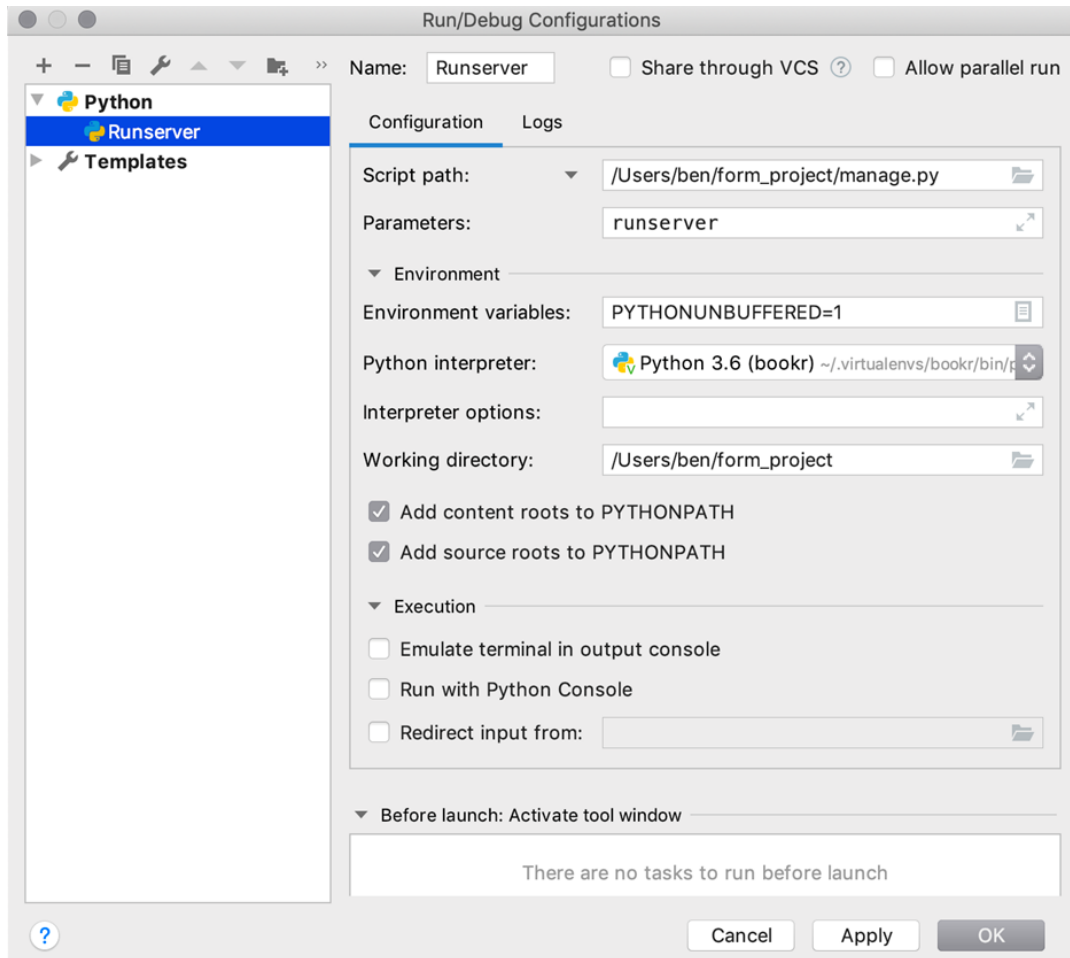 Run/Debug Configurations
Name: Runserver Share through VCS ? Allow parallel run
Python
Runserver
Templates
Configuration Logs
Script path: /Users/ben/form_project/manage.py
Parameters: runserver
Environment
Environment variables: PYTHONUNBUFFERED=1
Python interpreter: Python 3.6 (bookr) ~/.virtualenvs/bookr/bin/p
Interpreter options:
Working directory: /Users/ben/form_project
Add content roots to PYTHONPATH
Add source roots to PYTHONPATH
Execution
Emulate terminal in output console
Run with Python Console
Redirect input from:
Before launch: Activate tool window
There are no tasks to run before launch
? Cancel Apply OK